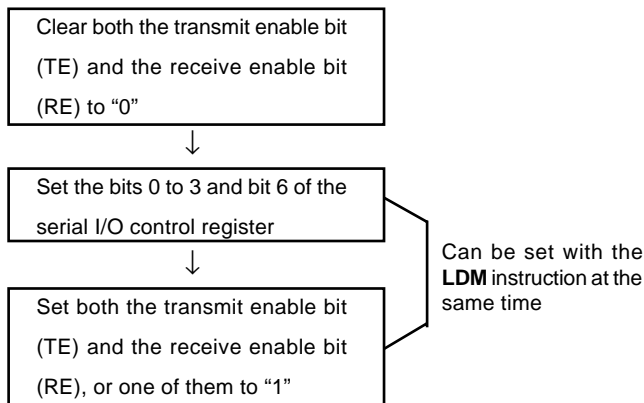 Clear both the transmit enable bit
(TE) and the receive enable bit
(RE) to “0”
↓
Set the bits 0 to 3 and bit 6 of the
serial I/O control register
↓
Set both the transmit enable bit
(TE) and the receive enable bit
(RE), or one of them to “1”
Can be set with the
LDM instruction at the
same time